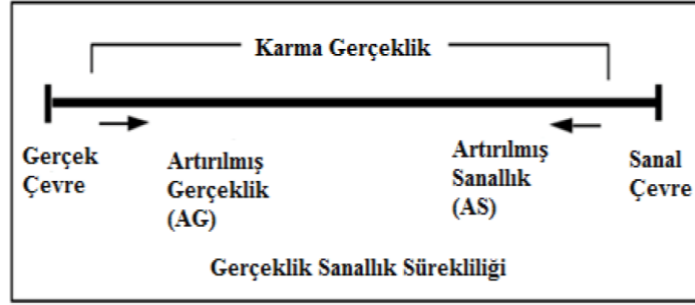 Karma Gerçeklik
Gerçek
Çevre
Artırılmış
Gerçeklik
(AG)
Artırılmış
Sanallık
(AS)
Sanal
Çevre
Gerçeklik Sanallık Sürekliliği